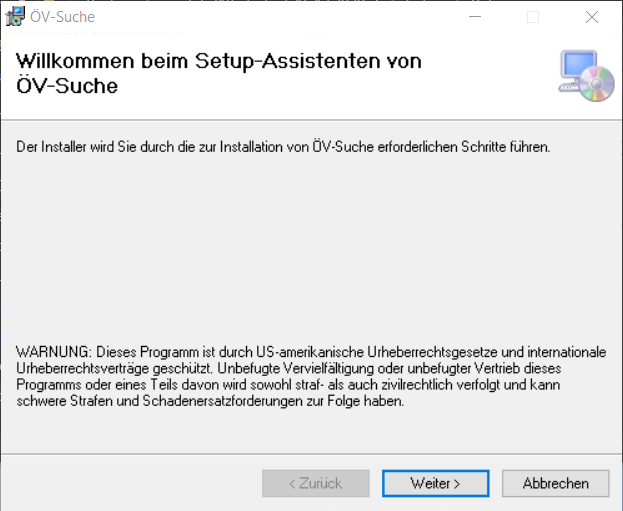 ÖV-Suche
Willkommen beim Setup-Assistenten von
ÖV-Suche
Der Installer wird Sie durch die zur Installation von ÖV-Suche erforderlichen Schritte führen.
WARNUNG: Dieses Programm ist durch US-amerikanische Urheberrechtsgesetze und internationale
Urheberrechtsverträge geschützt. Unbefugte Vervielfältigung oder unbefugter Vertrieb dieses
Programms oder eines Teils davon wird sowohl straf- als auch zivilrechtlich verfolgt und kann
schwere Strafen und Schadenersatzforderungen zur Folge haben.
< Zurück
Weiter >
Abbrechen